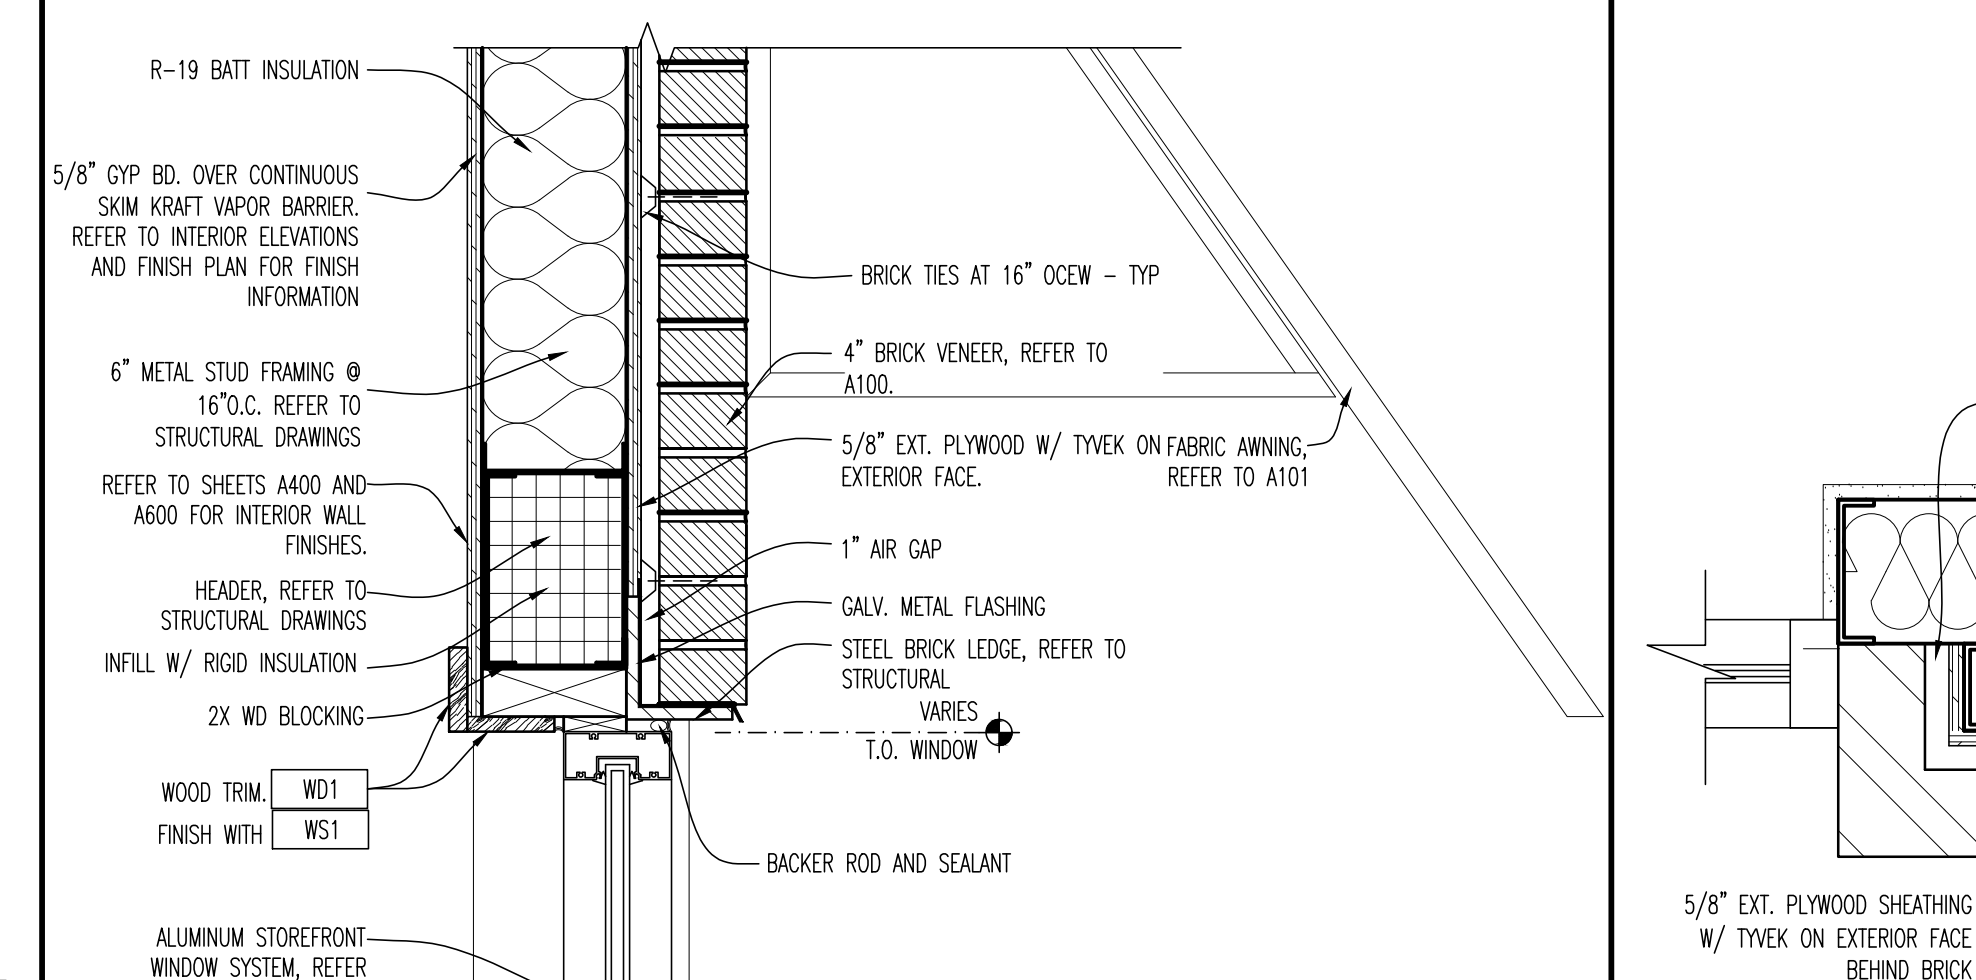 R-19 BATT INSULATION
5/8" GYP BD. OVER CONTINUOUS
SKIM KRAFT VAPOR BARRIER.
REFER TO INTERIOR ELEVATIONS
AND FINISH PLAN FOR FINISH
INFORMATION
6" METAL STUD FRAMING @
16"O.C. REFER TO
STRUCTURAL DRAWINGS
REFER TO SHEETS A400 AND
A600 FOR INTERIOR WALL
FINISHES.
HEADER, REFER TO
STRUCTURAL DRAWINGS
INFILL W/ RIGID INSULATION
2X WD BLOCKING
WOOD TRIM. WD1
FINISH WITH WS1
ALUMINUM STOREFRONT
WINDOW SYSTEM, REFER
BRICK TIES AT 16" OCEW - TYP
4" BRICK VENEER, REFER TO
A100.
5/8" EXT. PLYWOOD W/ TYVEK ON
EXTERIOR FACE.
FABRIC AWNING,
REFER TO A101
1" AIR GAP
GALV. METAL FLASHING
STEEL BRICK LEDGE, REFER TO
STRUCTURAL
VARIES
T.O. WINDOW
BACKER ROD AND SEALANT
5/8" EXT. PLYWOOD SHEATHING
W/ TYVEK ON EXTERIOR FACE
BEHIND BRICK